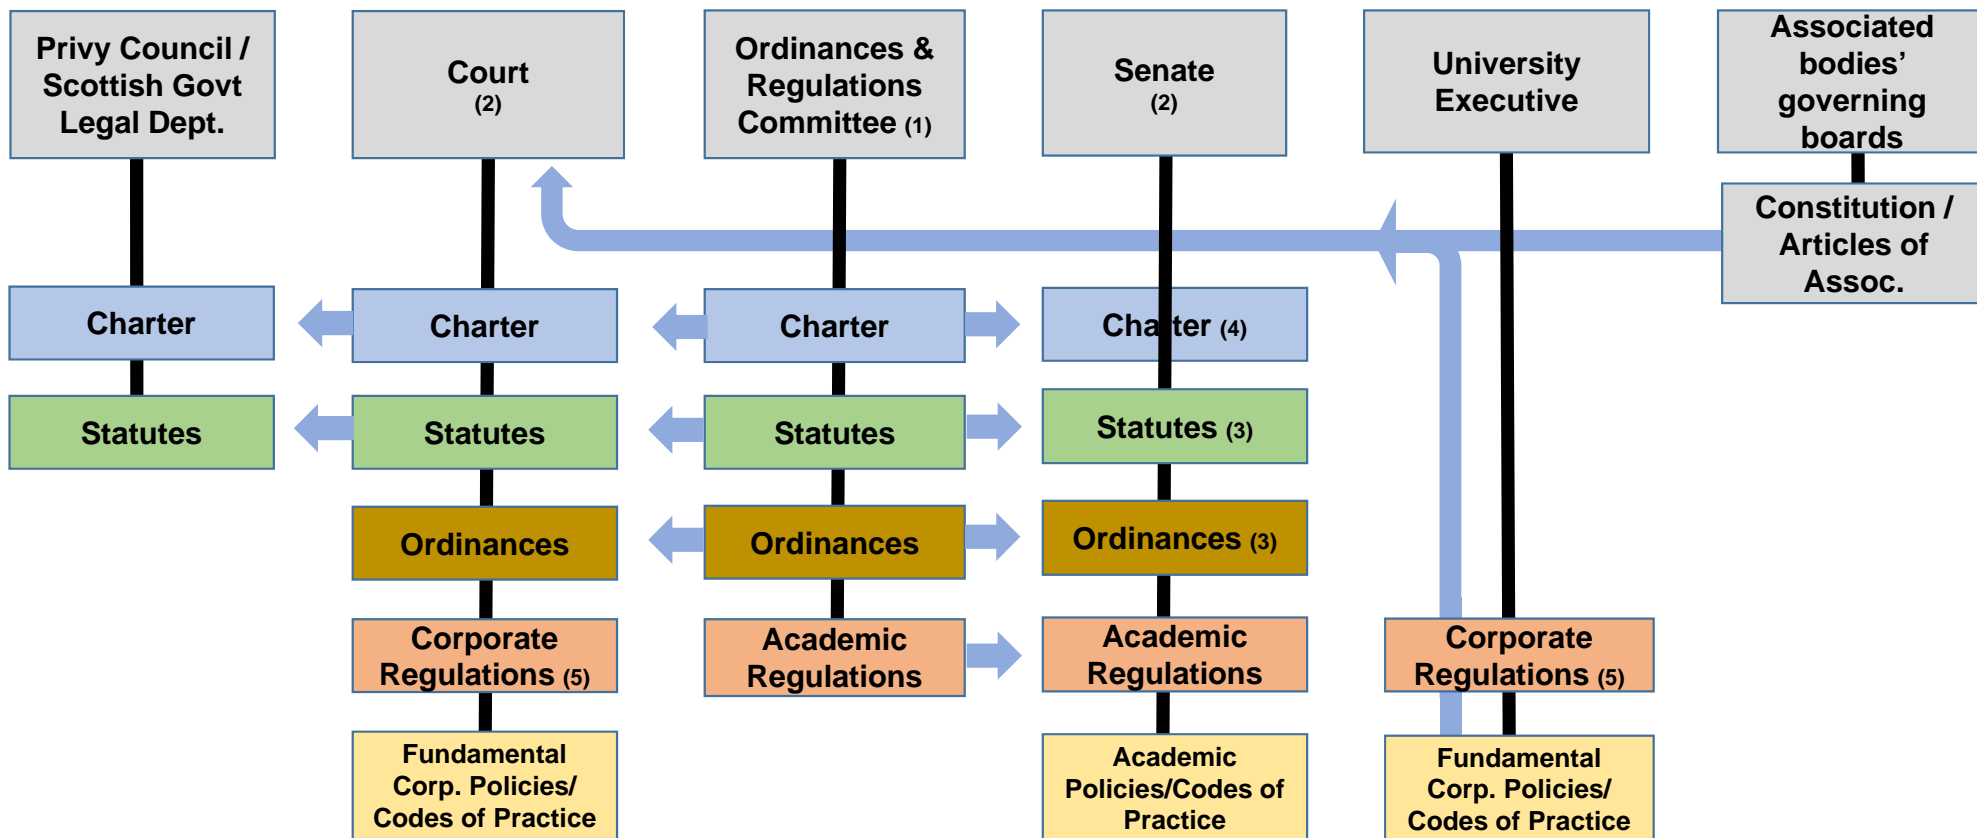 Privy Council /
Scottish Govt
Legal Dept.
Court
(2)
Ordinances &
Regulations
Committee (1)
Senate
(2)
University
Executive
Associated
bodies’
governing
boards
Constitution /
Articles of
Assoc.
Charter
Charter
Charter
Charter (4)
Statutes
Statutes
Statutes
Statutes (3)
Ordinances
Ordinances
Ordinances (3)
Corporate
Regulations (5)
Academic
Regulations
Academic
Regulations
Corporate
Regulations (5)
Fundamental
Corp. Policies/
Codes of Practice
Academic
Policies/Codes of
Practice
Fundamental
Corp. Policies/
Codes of Practice